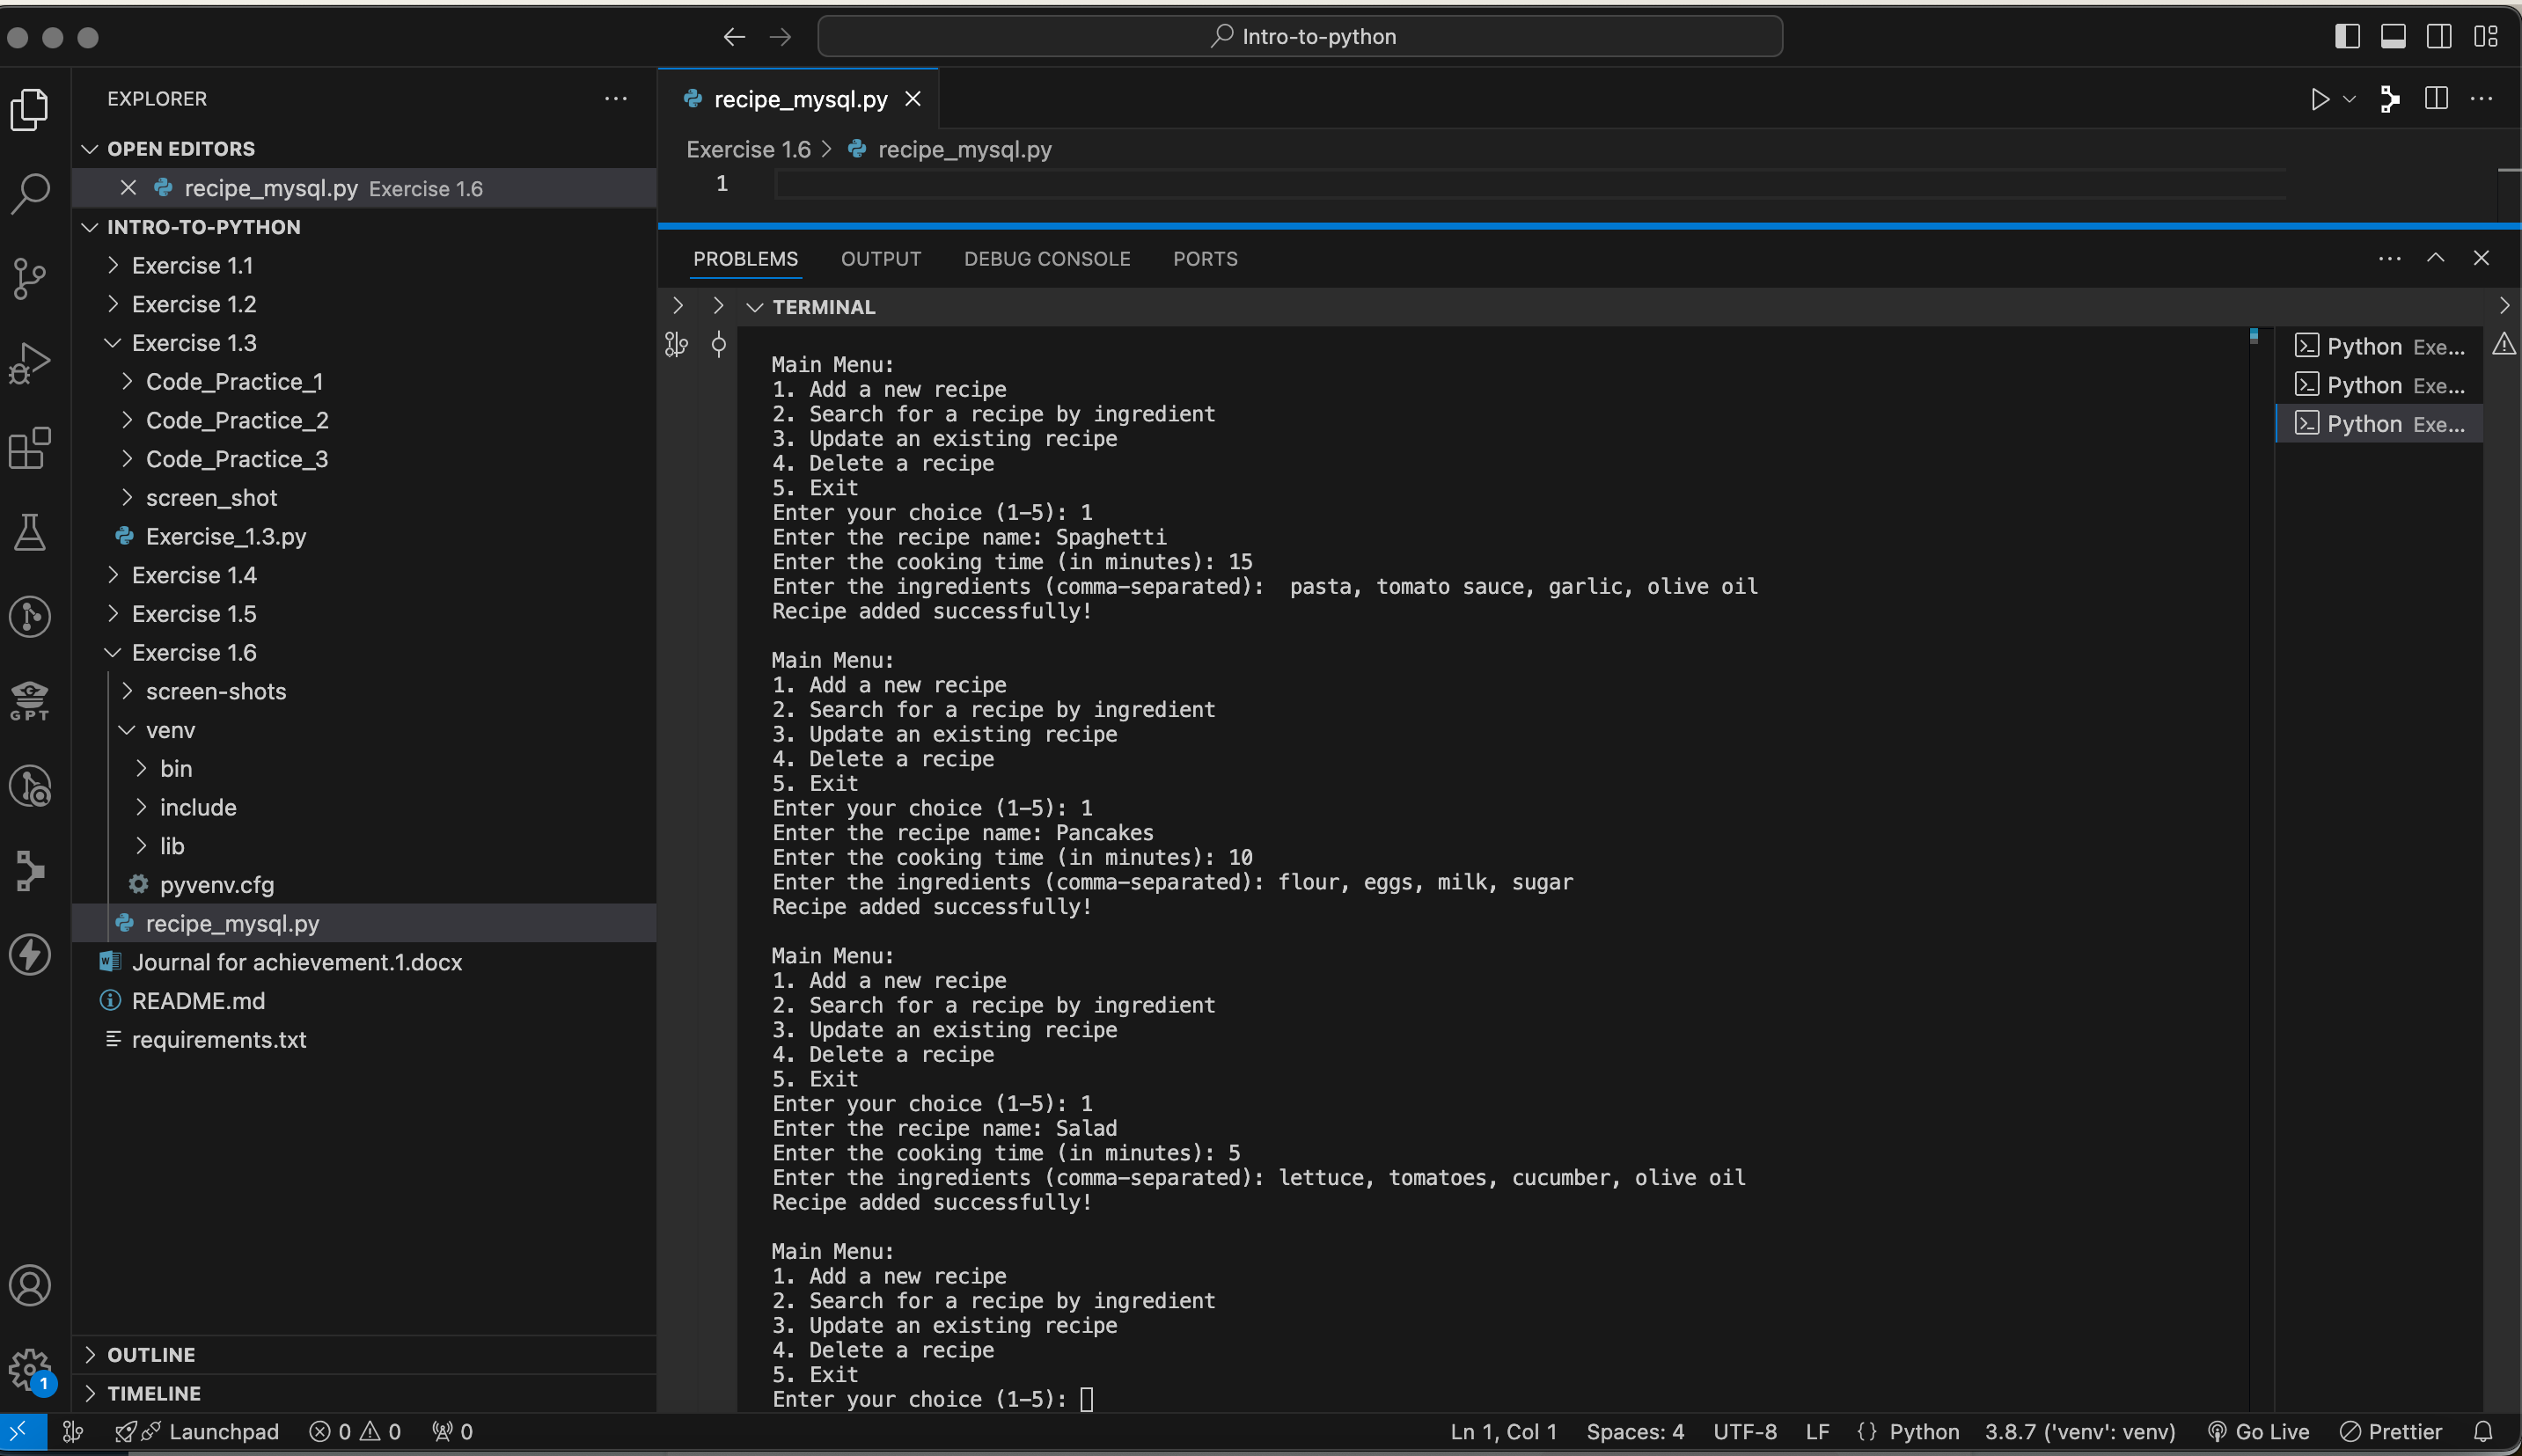 Intro-to-python
EXPLORER
OPEN EDITORS
recipe_mysql.py Exercise 1.6
INTRO-TO-PYTHON
Exercise 1.1
Exercise 1.2
Exercise 1.3
Code_Practice_1
Code_Practice_2
Code_Practice_3
screen_shot
Exercise_1.3.py
Exercise 1.4
Exercise 1.5
Exercise 1.6
screen-shots
venv
bin
include
lib
pyvenv.cfg
recipe_mysql.py
Journal for achievement.1.docx
README.md
requirements.txt
OUTLINE
TIMELINE
GPT
1
recipe_mysql.py
Exercise 1.6 > recipe_mysql.py
1
PROBLEMS OUTPUT DEBUG CONSOLE PORTS
TERMINAL
Main Menu:
1. Add a new recipe
2. Search for a recipe by ingredient
3. Update an existing recipe
4. Delete a recipe
5. Exit
Enter your choice (1-5): 1
Enter the recipe name: Spaghetti
Enter the cooking time (in minutes): 15
Enter the ingredients (comma-separated):  pasta, tomato sauce, garlic, olive oil
Recipe added successfully!
Main Menu:
1. Add a new recipe
2. Search for a recipe by ingredient
3. Update an existing recipe
4. Delete a recipe
5. Exit
Enter your choice (1-5): 1
Enter the recipe name: Pancakes
Enter the cooking time (in minutes): 10
Enter the ingredients (comma-separated): flour, eggs, milk, sugar
Recipe added successfully!
Main Menu:
1. Add a new recipe
2. Search for a recipe by ingredient
3. Update an existing recipe
4. Delete a recipe
5. Exit
Enter your choice (1-5): 1
Enter the recipe name: Salad
Enter the cooking time (in minutes): 5
Enter the ingredients (comma-separated): lettuce, tomatoes, cucumber, olive oil
Recipe added successfully!
Main Menu:
1. Add a new recipe
2. Search for a recipe by ingredient
3. Update an existing recipe
4. Delete a recipe
5. Exit
Enter your choice (1-5):
Python Exe...
Python Exe...
Python Exe...
Launchpad 0 0 0 Ln 1, Col 1 Spaces: 4 UTF-8 LF {} Python 3.8.7 ('venv': venv) Go Live Prettier